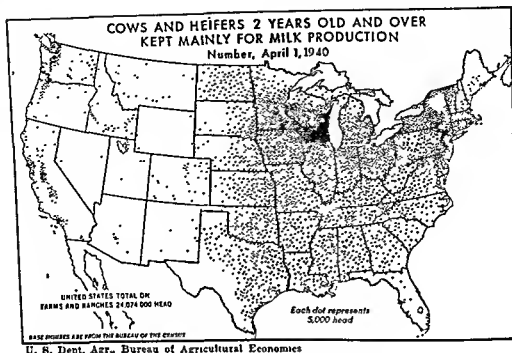 COWS AND HEIFERS 2 YEARS OLD AND OVER
KEPT MAINLY FOR MILK PRODUCTION
Number, April 1, 1940
UNITED STATES TOTAL ON
FARMS AND RANCHES 24,074,000 HEAD
Each dot represents
5,000 head
BASE FIGURES ARE FROM THE BUREAU OF THE CENSUS
U. S. Dept. Agr., Bureau of Agricultural Economics